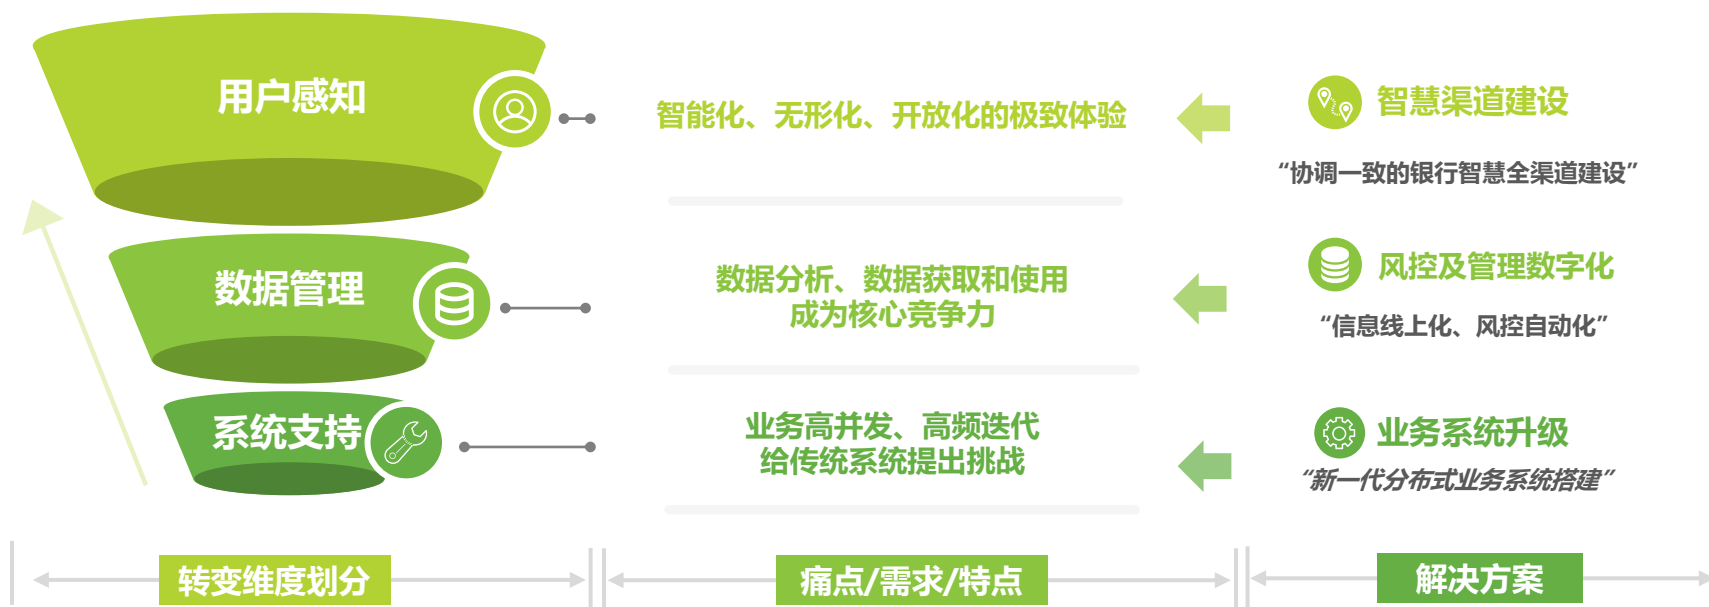 用户感知
智能化、无形化、开放化的极致体验
智慧渠道建设
“协调一致的银行智慧全渠道建设”
数据管理
数据分析、数据获取和使用
成为核心竞争力
风控及管理数字化
“信息线上化、风控自动化”
系统支持
业务高并发、高频迭代
给传统系统提出挑战
业务系统升级
“新一代分布式业务系统搭建”
转变维度划分
痛点/需求/特点
解决方案